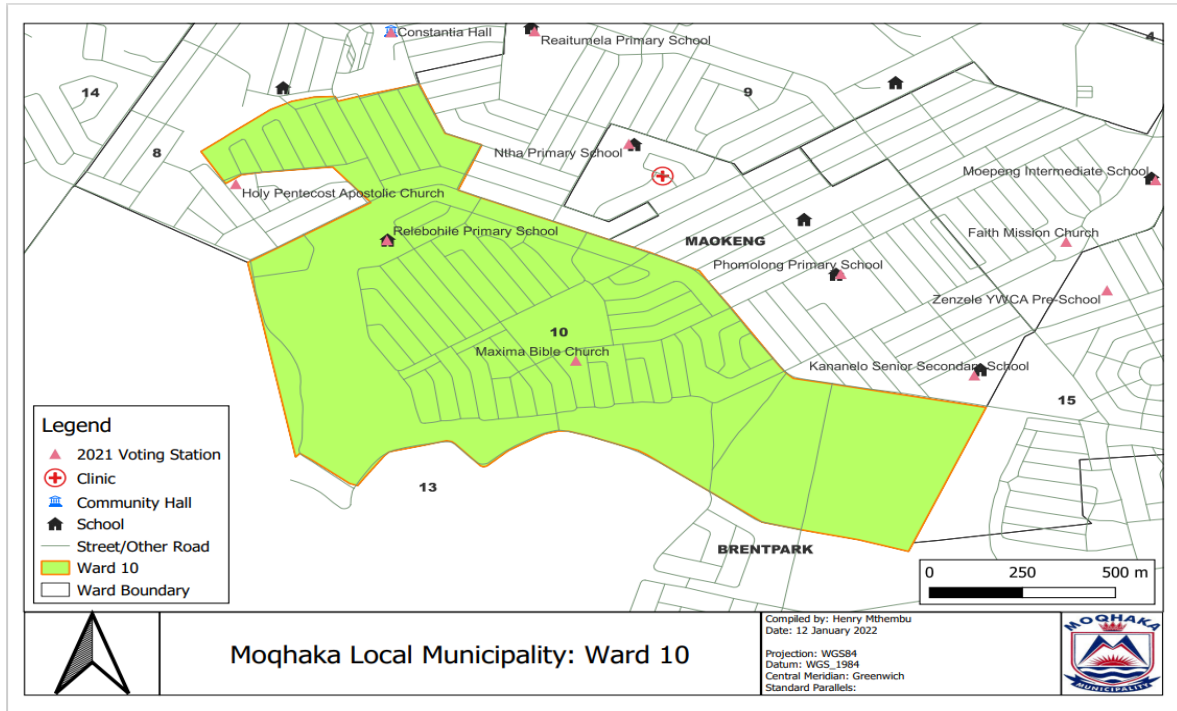 Constantia Hall
Reaitumela Primary School
4
14
9
8
Ntha Primary School
Moepeng Intermediate School
Holy Pentecost Apostolic Church
Relebohile Primary School
MAOKENG
Faith Mission Church
Phomolong Primary School
Zenzele YWCA Pre-School
10
Maxima Bible Church
Kananelo Senior Secondary School
15
13
BRENTPARK
Legend
2021 Voting Station
Clinic
Community Hall
School
Street/Other Road
Ward 10
Ward Boundary
0 250 500 m
Moqhaka Local Municipality: Ward 10
Compiled by: Henry Mthembu
Date: 12 January 2022
Projection: WGS84
Datum: WGS_1984
Central Meridian: Greenwich
Standard Parallels:
MOQHAKA
MUNICIPALITY